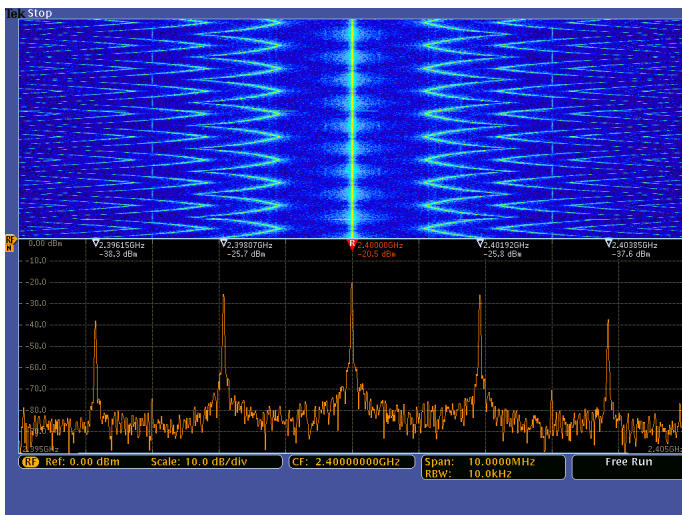 Tek Stop
RF
N
0.00 dBm
2.39615GHz 2.39807GHz R 2.40000GHz 2.40192GHz 2.40385GHz
-38.3 dBm -25.7 dBm -20.5 dBm -25.8 dBm -37.6 dBm
-10.0
-20.0
-30.0
-40.0
-50.0
-60.0
-70.0
-80.0
-90.0
2.395GHz 2.405GHz
RF Ref: 0.00 dBm Scale: 10.0 dB/div CF: 2.40000000GHz Span: 10.0000MHz Free Run
RBW: 10.0kHz